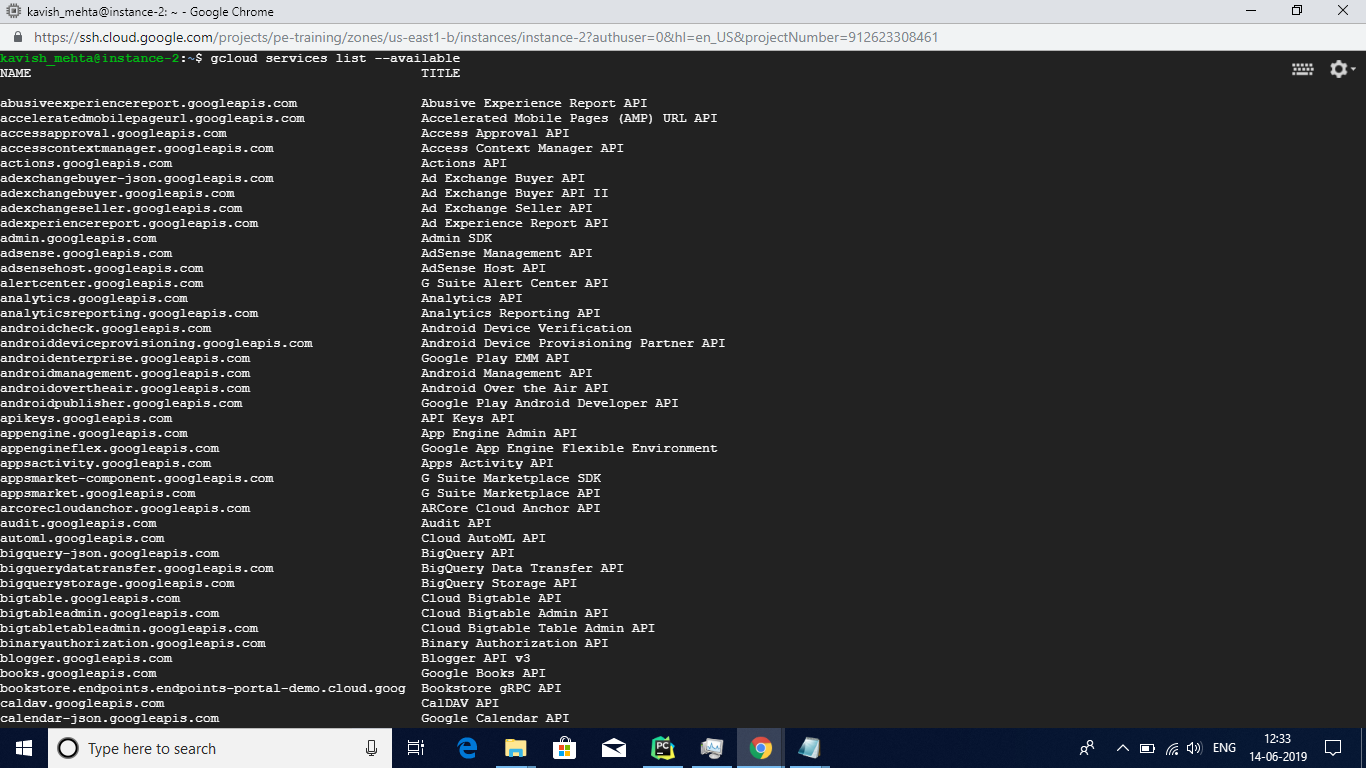 kavish_mehta@instance-2: ~ - Google Chrome
https://ssh.cloud.google.com/projects/pe-training/zones/us-east1-b/instances/instance-2?authuser=0&hl=en_US&projectNumber=912623308461
kavish_mehta@instance-2:~$ gcloud services list --available
NAME TITLE
abusiveexperiencereport.googleapis.com Abusive Experience Report API
acceleratedmobilepageurl.googleapis.com Accelerated Mobile Pages (AMP) URL API
accessapproval.googleapis.com Access Approval API
accesscontextmanager.googleapis.com Access Context Manager API
actions.googleapis.com Actions API
adexchangebuyer-json.googleapis.com Ad Exchange Buyer API
adexchangebuyer.googleapis.com Ad Exchange Buyer API II
adexchangeseller.googleapis.com Ad Exchange Seller API
adexperiencereport.googleapis.com Ad Experience Report API
admin.googleapis.com Admin SDK
adsense.googleapis.com AdSense Management API
adsensehost.googleapis.com AdSense Host API
alertcenter.googleapis.com G Suite Alert Center API
analytics.googleapis.com Analytics API
analyticsreporting.googleapis.com Analytics Reporting API
androidcheck.googleapis.com Android Device Verification
androiddeviceprovisioning.googleapis.com Android Device Provisioning Partner API
androidenterprise.googleapis.com Google Play EMM API
androidmanagement.googleapis.com Android Management API
androidovertheair.googleapis.com Android Over the Air API
androidpublisher.googleapis.com Google Play Android Developer API
apikeys.googleapis.com API Keys API
appengine.googleapis.com App Engine Admin API
appengineflex.googleapis.com Google App Engine Flexible Environment
appsactivity.googleapis.com Apps Activity API
appsmarket-component.googleapis.com G Suite Marketplace SDK
appsmarket.googleapis.com G Suite Marketplace API
arcorecloudanchor.googleapis.com ARCore Cloud Anchor API
audit.googleapis.com Audit API
automl.googleapis.com Cloud AutoML API
bigquery-json.googleapis.com BigQuery API
bigquerydatatransfer.googleapis.com BigQuery Data Transfer API
bigquerystorage.googleapis.com BigQuery Storage API
bigtable.googleapis.com Cloud Bigtable API
bigtableadmin.googleapis.com Cloud Bigtable Admin API
bigtabletableadmin.googleapis.com Cloud Bigtable Table Admin API
binaryauthorization.googleapis.com Binary Authorization API
blogger.googleapis.com Blogger API v3
books.googleapis.com Google Books API
bookstore.endpoints.endpoints-portal-demo.cloud.goog Bookstore gRPC API
caldav.googleapis.com CalDAV API
calendar-json.googleapis.com Google Calendar API
Type here to search
PC
ENG
12:33
14-06-2019